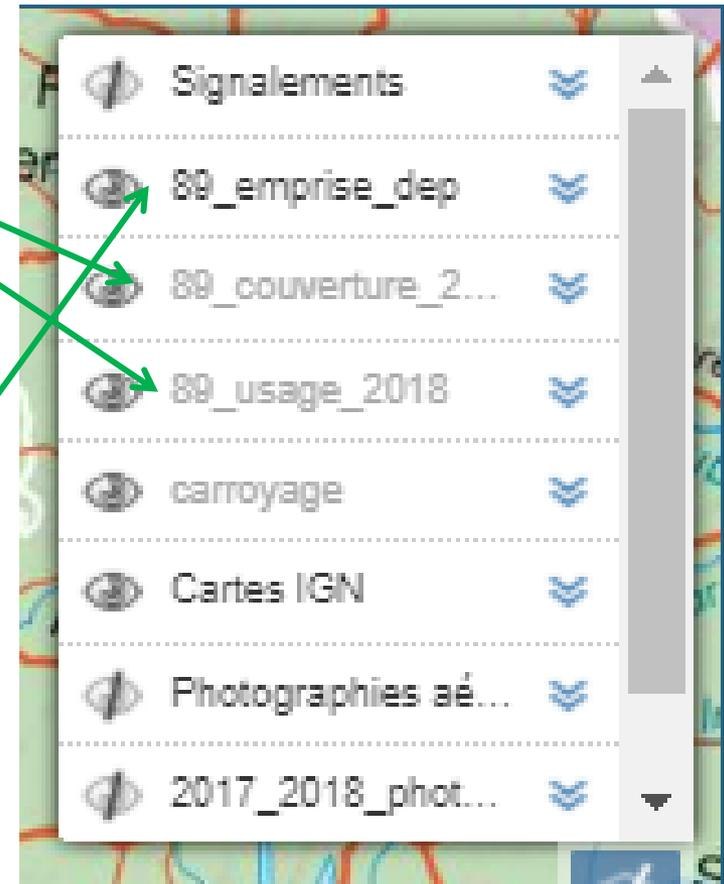 Signalements
89_emprise_dep
89_couverture_2...
89_usage_2018
carroyage
Cartes IGN
Photographies aé...
2017_2018_phot...